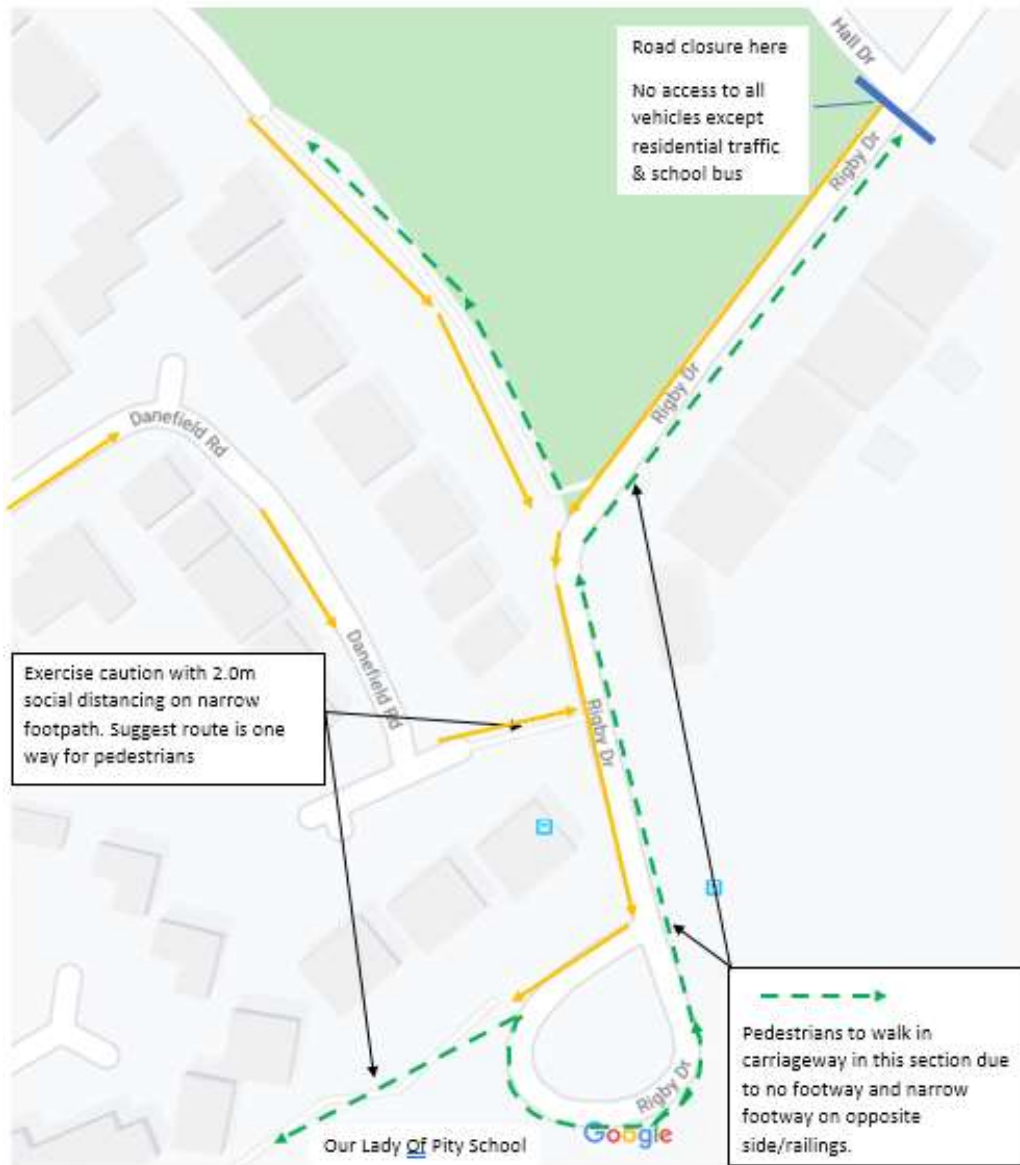 Road closure here
No access to all
vehicles except
residential traffic
& school bus
Hall Dr
Rigby Dr
Rigby Dr
Danefield Rd
Danefield Rd
Exercise caution with 2.0m
social distancing on narrow
footpath. Suggest route is one
way for pedestrians
Rigby Dr
Pedestrians to walk in
carriageway in this section due
to no footway and narrow
footway on opposite
side/railings.
Rigby Dr
Google
Our Lady Of Pity School